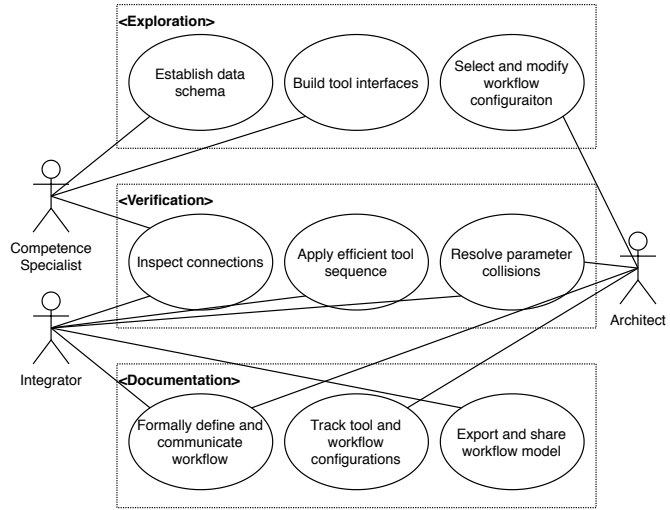 <Exploration>
Establish data
schema
Build tool interfaces
Select and modify
workflow
configuraiton
Competence
Specialist
<Verification>
Inspect connections
Apply efficient tool
sequence
Resolve parameter
collisions
Architect
Integrator
<Documentation>
Formally define and
communicate
workflow
Track tool and
workflow
configurations
Export and share
workflow model